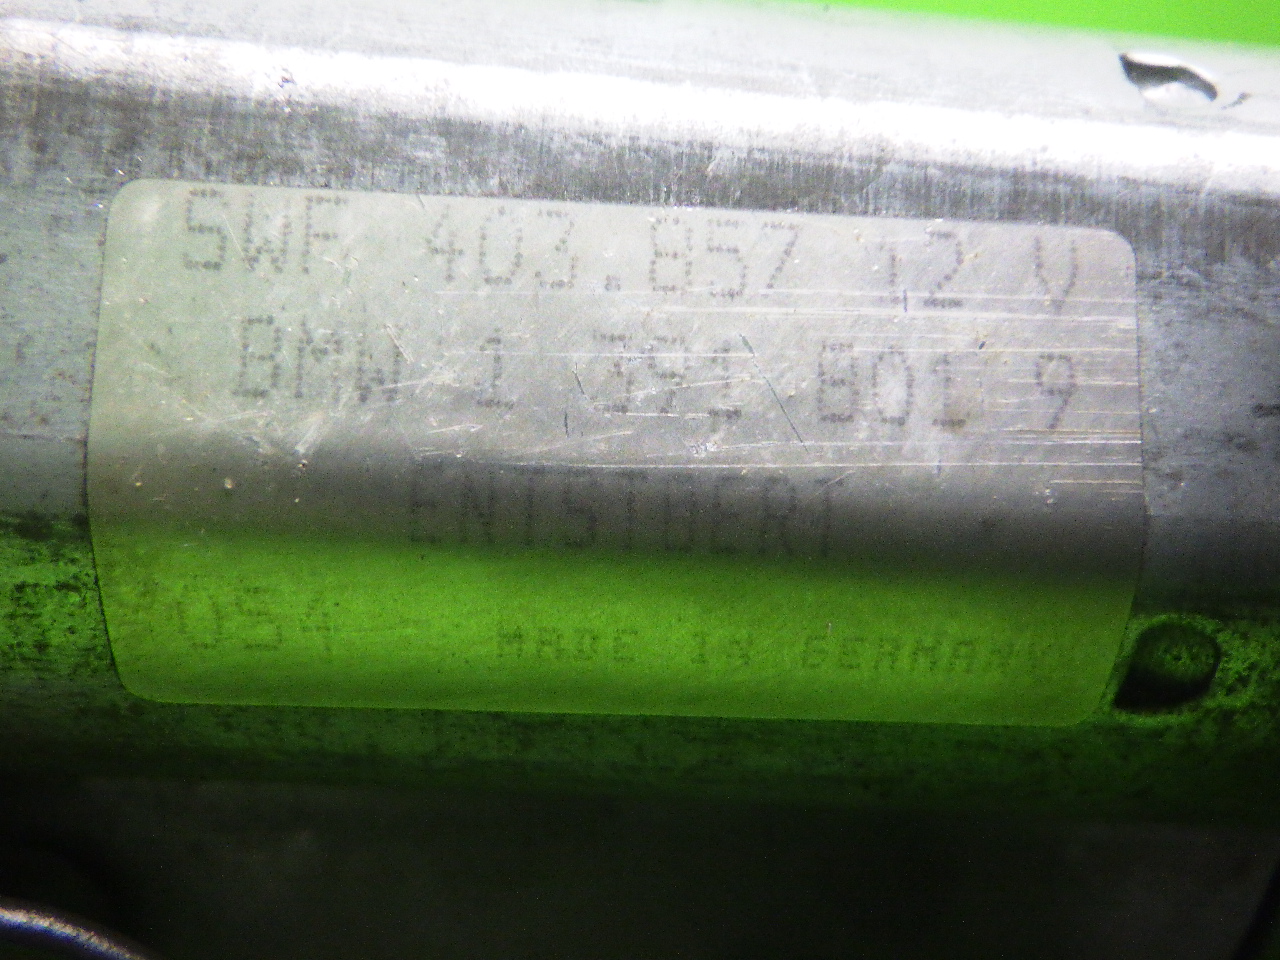 SWF 403.857 12 V
BMW 1 391 801 9
ENTSTOERT
054 MADE IN GERMANY